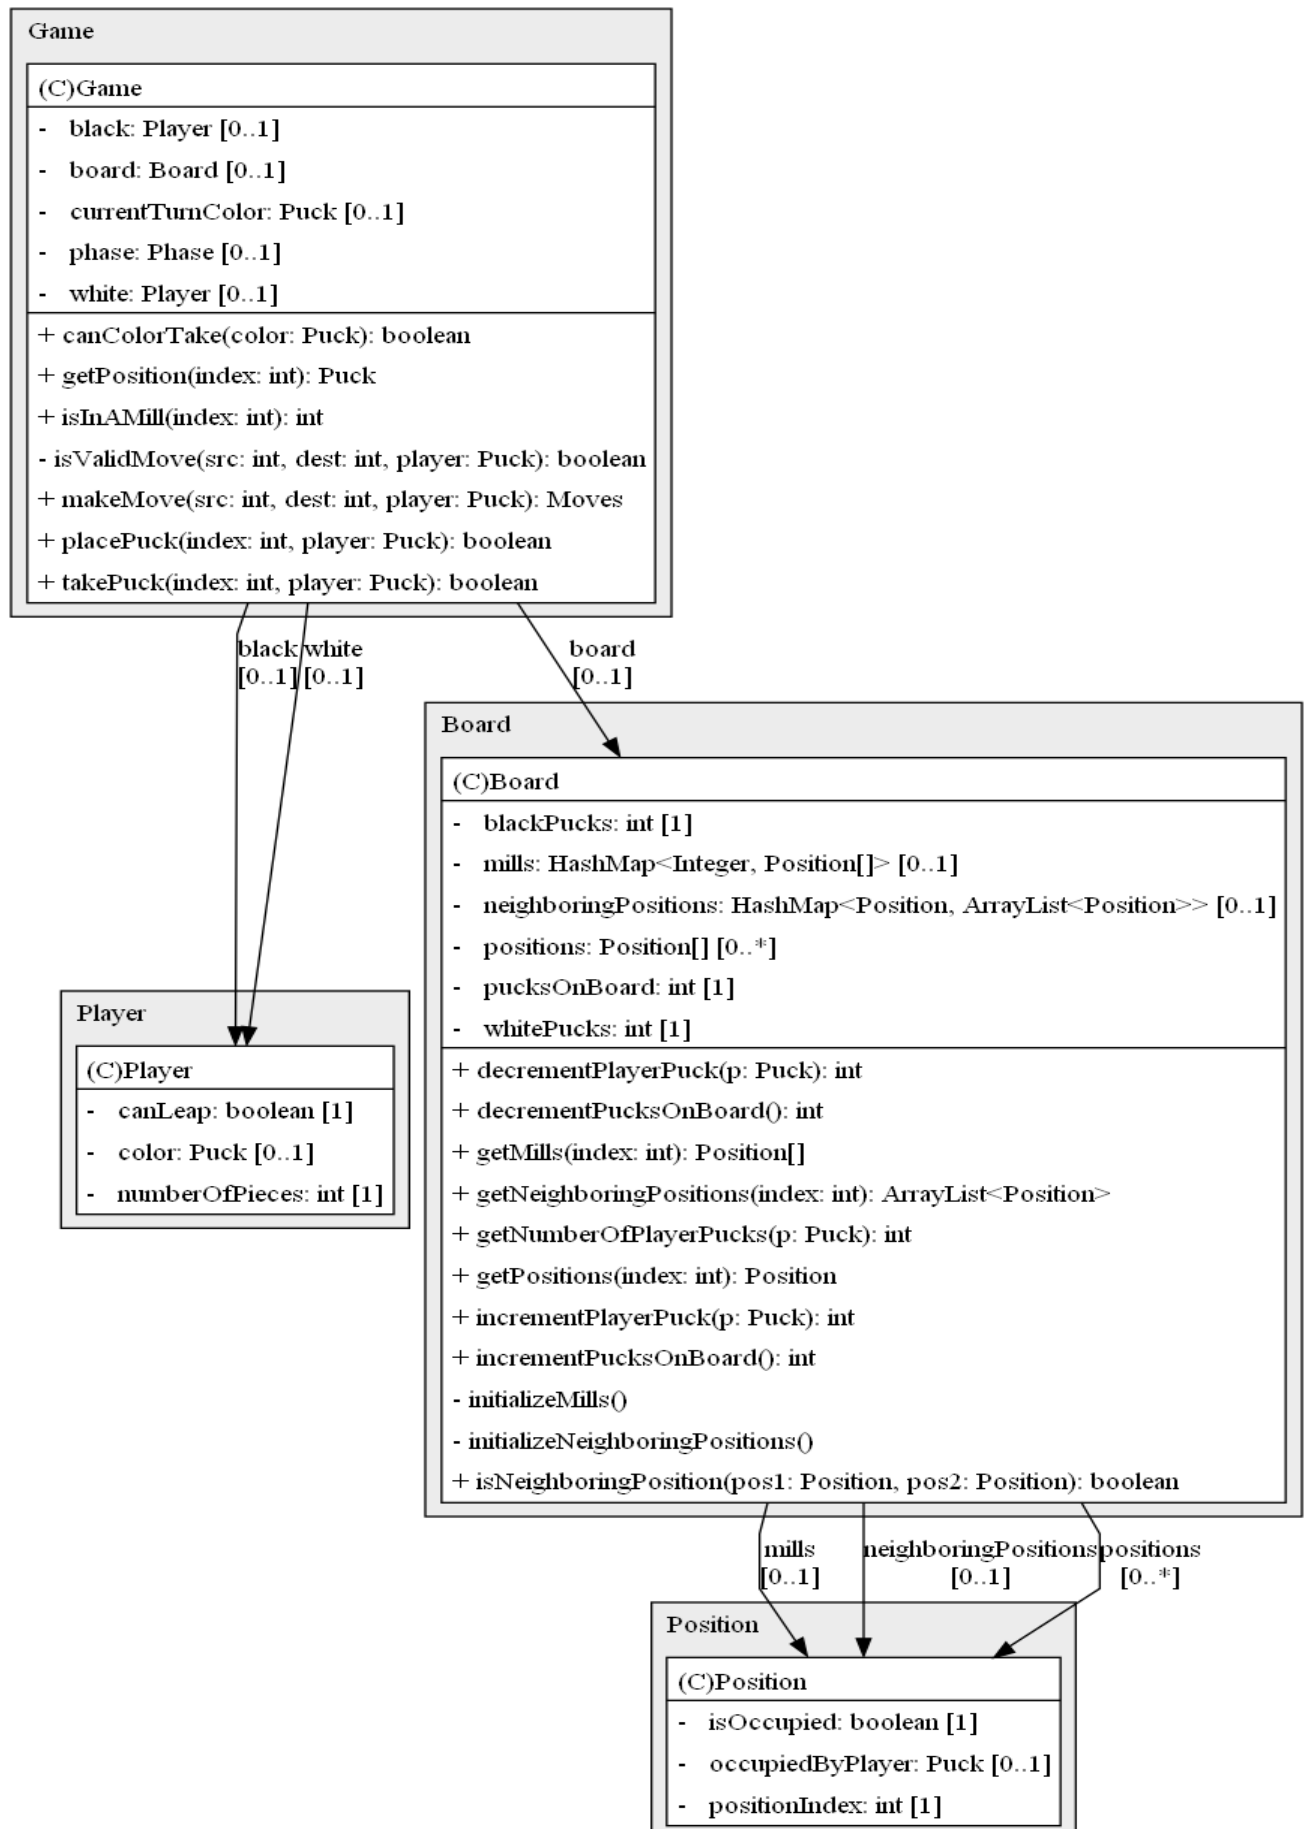 Game
(C)Game
- black: Player [0..1]
- board: Board [0..1]
- currentTurnColor: Puck [0..1]
- phase: Phase [0..1]
- white: Player [0..1]
+ canColorTake(color: Puck): boolean
+ getPosition(index: int): Puck
+ isInAMill(index: int): int
- isValidMove(src: int, dest: int, player: Puck): boolean
+ makeMove(src: int, dest: int, player: Puck): Moves
+ placePuck(index: int, player: Puck): boolean
+ takePuck(index: int, player: Puck): boolean
black
[0..1]
white
[0..1]
board
[0..1]
Board
(C)Board
- blackPucks: int [1]
- mills: HashMap<Integer, Position[]> [0..1]
- neighboringPositions: HashMap<Position, ArrayList<Position>> [0..1]
- positions: Position[] [0..*]
- pucksOnBoard: int [1]
- whitePucks: int [1]
+ decrementPlayerPuck(p: Puck): int
+ decrementPucksOnBoard(): int
+ getMills(index: int): Position[]
+ getNeighboringPositions(index: int): ArrayList<Position>
+ getNumberOfPlayerPucks(p: Puck): int
+ getPositions(index: int): Position
+ incrementPlayerPuck(p: Puck): int
+ incrementPucksOnBoard(): int
- initializeMills()
- initializeNeighboringPositions()
+ isNeighboringPosition(pos1: Position, pos2: Position): boolean
Player
(C)Player
- canLeap: boolean [1]
- color: Puck [0..1]
- numberOfPieces: int [1]
mills
[0..1]
neighboringPositions
[0..1]
positions
[0..*]
Position
(C)Position
- isOccupied: boolean [1]
- occupiedByPlayer: Puck [0..1]
- positionIndex: int [1]